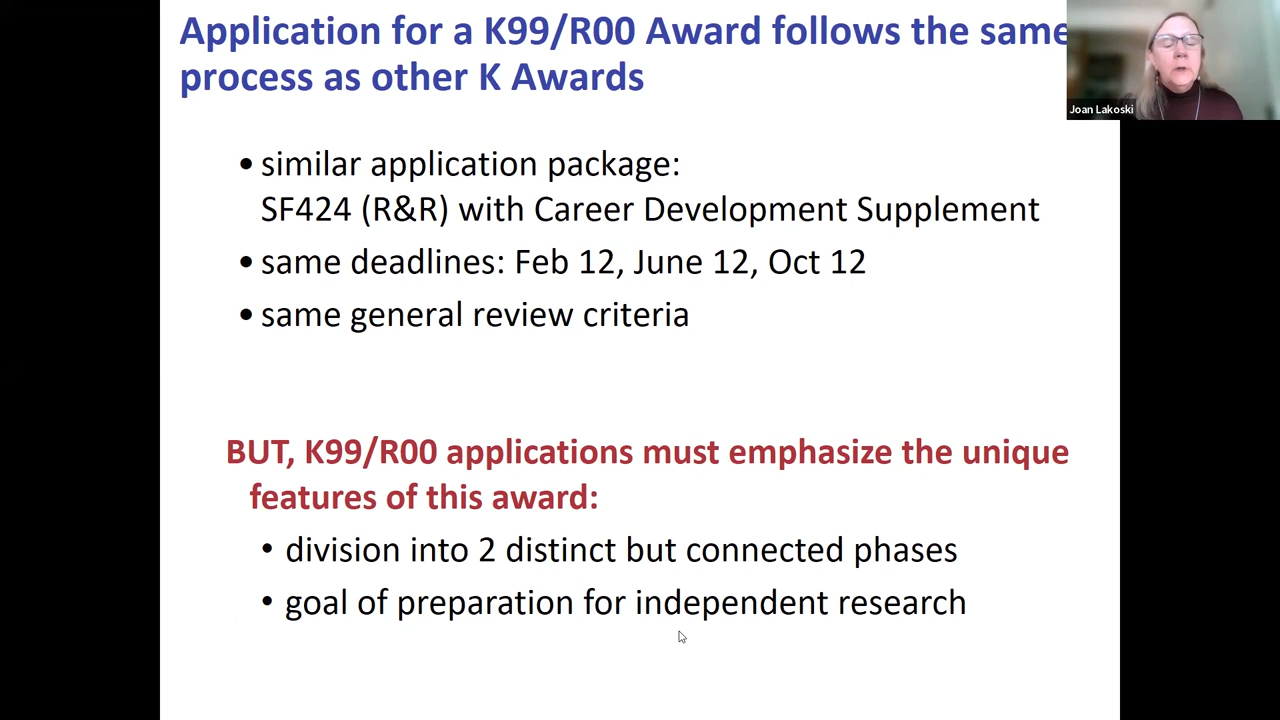 Application for a K99/R00 Award follows the same
process as other K Awards
Joan Lakoski
• similar application package:
SF424 (R&R) with Career Development Supplement
• same deadlines: Feb 12, June 12, Oct 12
• same general review criteria
BUT, K99/R00 applications must emphasize the unique
features of this award:
• division into 2 distinct but connected phases
• goal of preparation for independent research